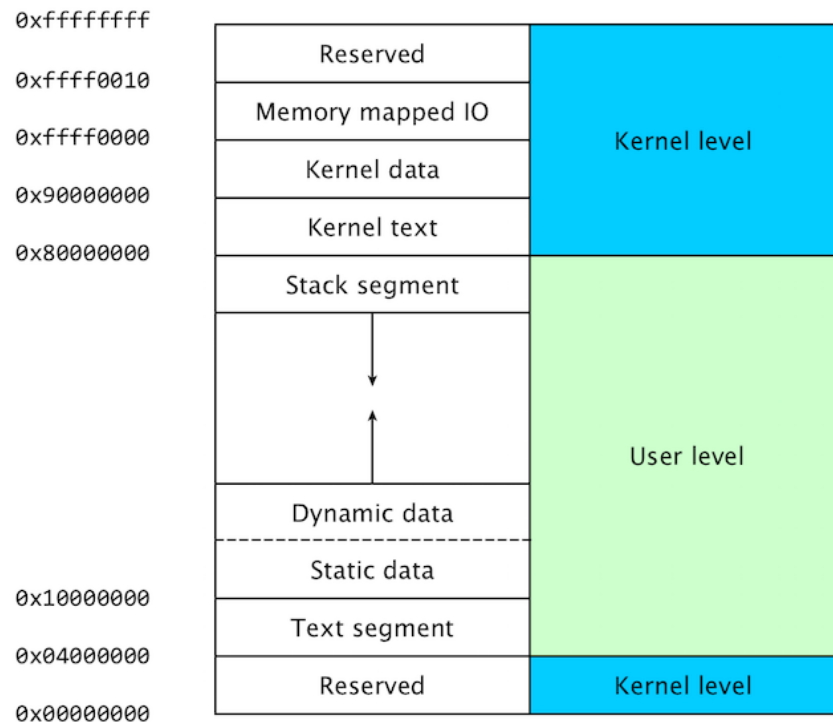 0xffffffff
Reserved
0xffff0010
Memory mapped IO
0xffff0000
Kernel level
Kernel data
0x90000000
Kernel text
0x80000000
Stack segment
User level
Dynamic data
Static data
0x10000000
Text segment
0x04000000
Reserved
Kernel level
0x00000000